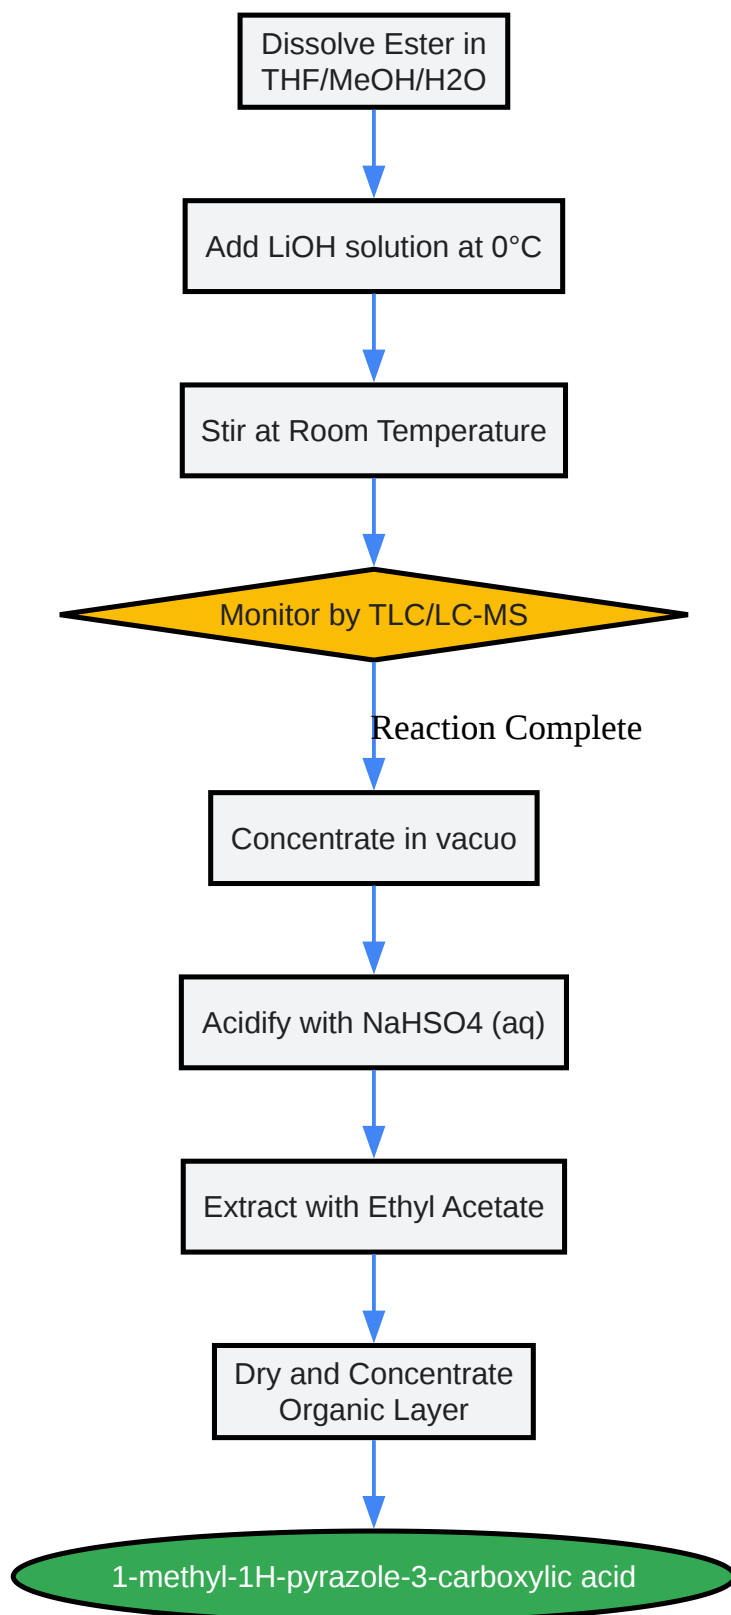 Dissolve Ester in
THF/MeOH/H2O
Add LiOH solution at 0°C
Stir at Room Temperature
Monitor by TLC/LC-MS
Reaction Complete
Concentrate in vacuo
Acidify with NaHSO4 (aq)
Extract with Ethyl Acetate
Dry and Concentrate
Organic Layer
1-methyl-1H-pyrazole-3-carboxylic acid